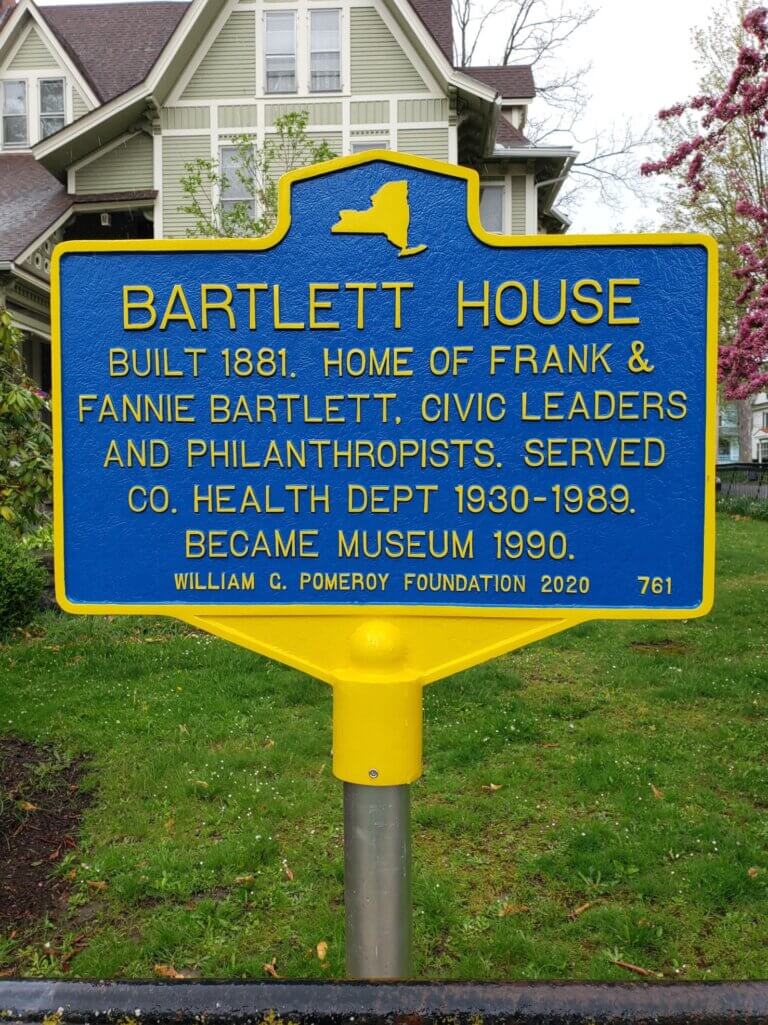 BARTLETT HOUSE
BUILT 1881. HOME OF FRANK &
FANNIE BARTLETT, CIVIC LEADERS
AND PHILANTHROPISTS. SERVED
CO. HEALTH DEPT 1930-1989.
BECAME MUSEUM 1990.
WILLIAM G. POMEROY FOUNDATION 2020 761